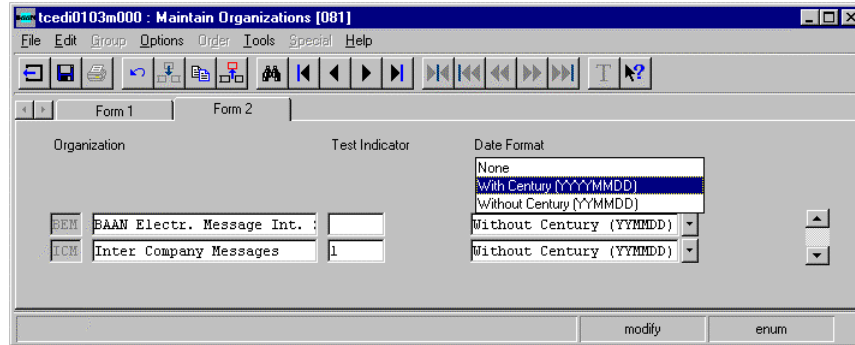 BAAN tcedi0103m000 : Maintain Organizations [081]
File Edit Group Options Order Tools Special Help
T ?
Form 1 Form 2
Organization Test Indicator Date Format
None
With Century (YYYYMMDD)
Without Century (YYMMDD)
BEM BAAN Electr. Message Int. : Without Century (YYMMDD)
ICM Inter Company Messages 1 Without Century (YYMMDD)
modify enum